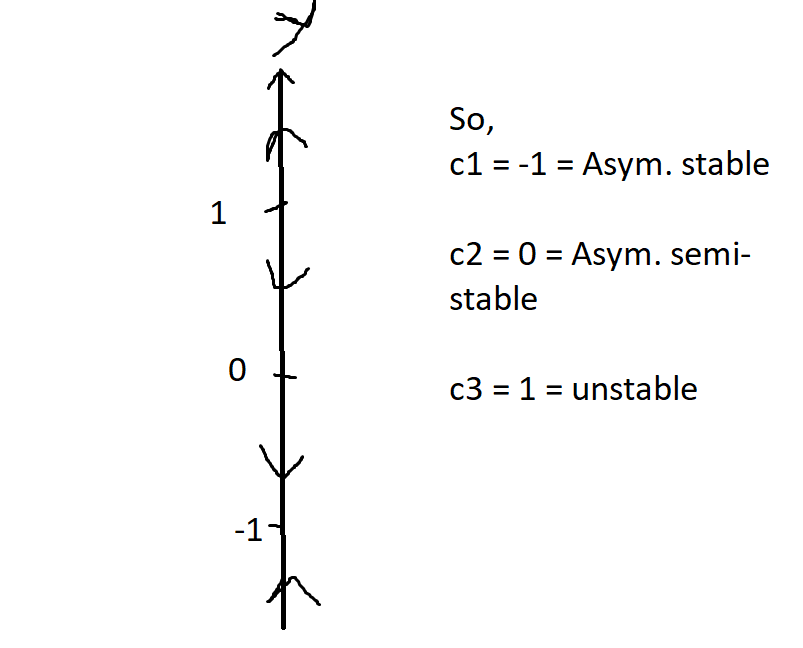 y
So,
c1 = -1 = Asym. stable
1
c2 = 0 = Asym. semi-
stable
0
c3 = 1 = unstable
-1